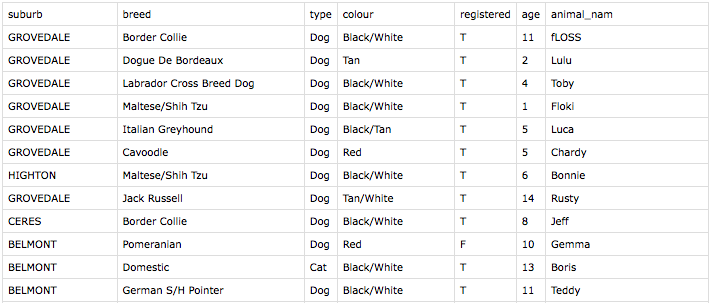 suburb breed type colour registered age animal_nam
GROVEDALE Border Collie Dog Black/White T 11 fLOSS
GROVEDALE Dogue De Bordeaux Dog Tan T 2 Lulu
GROVEDALE Labrador Cross Breed Dog Dog Black/White T 4 Toby
GROVEDALE Maltese/Shih Tzu Dog Black/White T 1 Floki
GROVEDALE Italian Greyhound Dog Black/Tan T 5 Luca
GROVEDALE Cavoodle Dog Red T 5 Chardy
HIGHTON Maltese/Shih Tzu Dog Black/White T 6 Bonnie
GROVEDALE Jack Russell Dog Tan/White T 14 Rusty
CERES Border Collie Dog Black/White T 8 Jeff
BELMONT Pomeranian Dog Red F 10 Gemma
BELMONT Domestic Cat Black/White T 13 Boris
BELMONT German S/H Pointer Dog Black/White T 11 Teddy